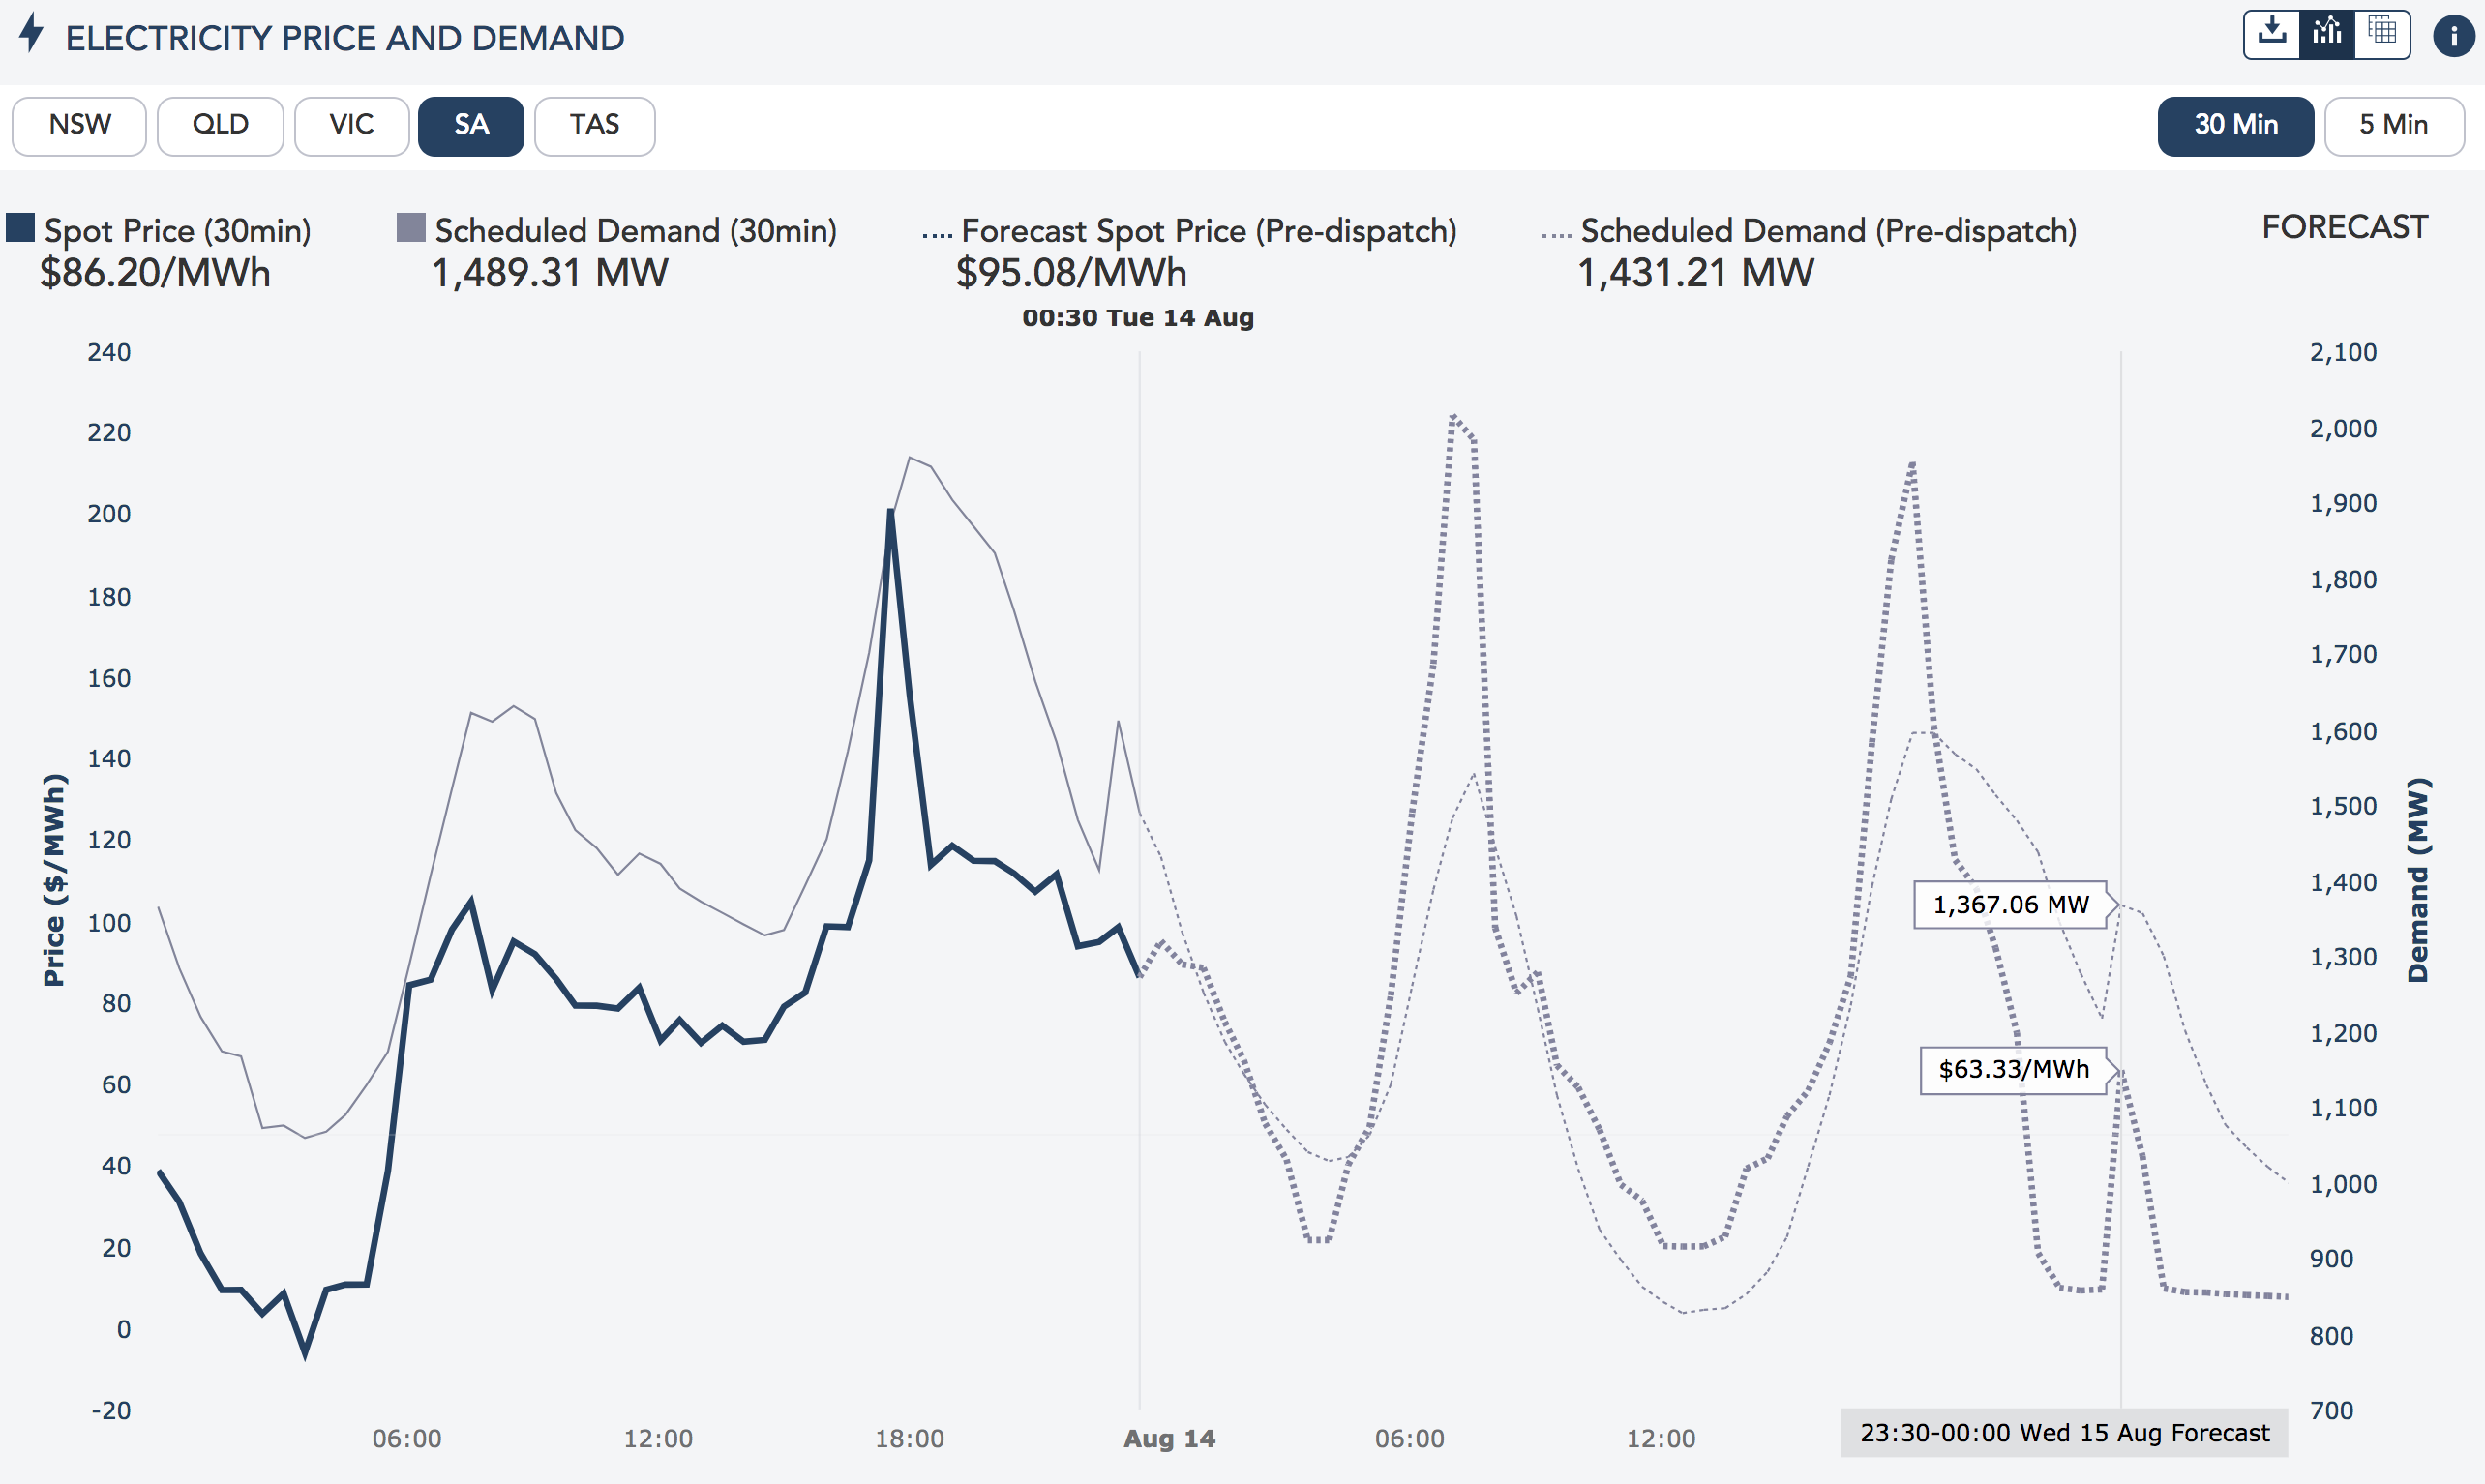 ELECTRICITY PRICE AND DEMAND
i
NSW QLD VIC SA TAS 30 Min 5 Min
Spot Price (30min) Scheduled Demand (30min) Forecast Spot Price (Pre-dispatch) Scheduled Demand (Pre-dispatch) FORECAST
$86.20/MWh 1,489.31 MW $95.08/MWh 1,431.21 MW
00:30 Tue 14 Aug
240
220
200
180
160
140
120
100
80
60
40
20
0
-20
Price ($/MWh)
2,100
2,000
1,900
1,800
1,700
1,600
1,500
1,400
1,300
1,200
1,100
1,000
900
800
700
Demand (MW)
1,367.06 MW
$63.33/MWh
06:00 12:00 18:00 Aug 14 06:00 12:00 23:30-00:00 Wed 15 Aug Forecast